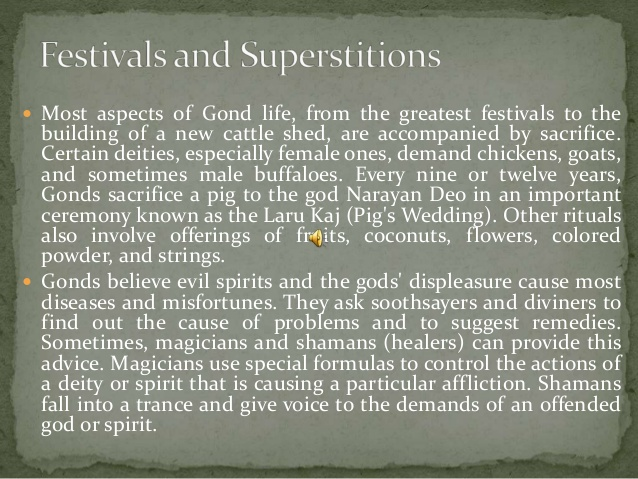 Festivals and Superstitions
Most aspects of Gond life, from the greatest festivals to the
building of a new cattle shed, are accompanied by sacrifice.
Certain deities, especially female ones, demand chickens, goats,
and sometimes male buffaloes. Every nine or twelve years,
Gonds sacrifice a pig to the god Narayan Deo in an important
ceremony known as the Laru Kaj (Pig's Wedding). Other rituals
also involve offerings of fruits, coconuts, flowers, colored
powder, and strings.
Gonds believe evil spirits and the gods' displeasure cause most
diseases and misfortunes. They ask soothsayers and diviners to
find out the cause of problems and to suggest remedies.
Sometimes, magicians and shamans (healers) can provide this
advice. Magicians use special formulas to control the actions of
a deity or spirit that is causing a particular affliction. Shamans
fall into a trance and give voice to the demands of an offended
god or spirit.